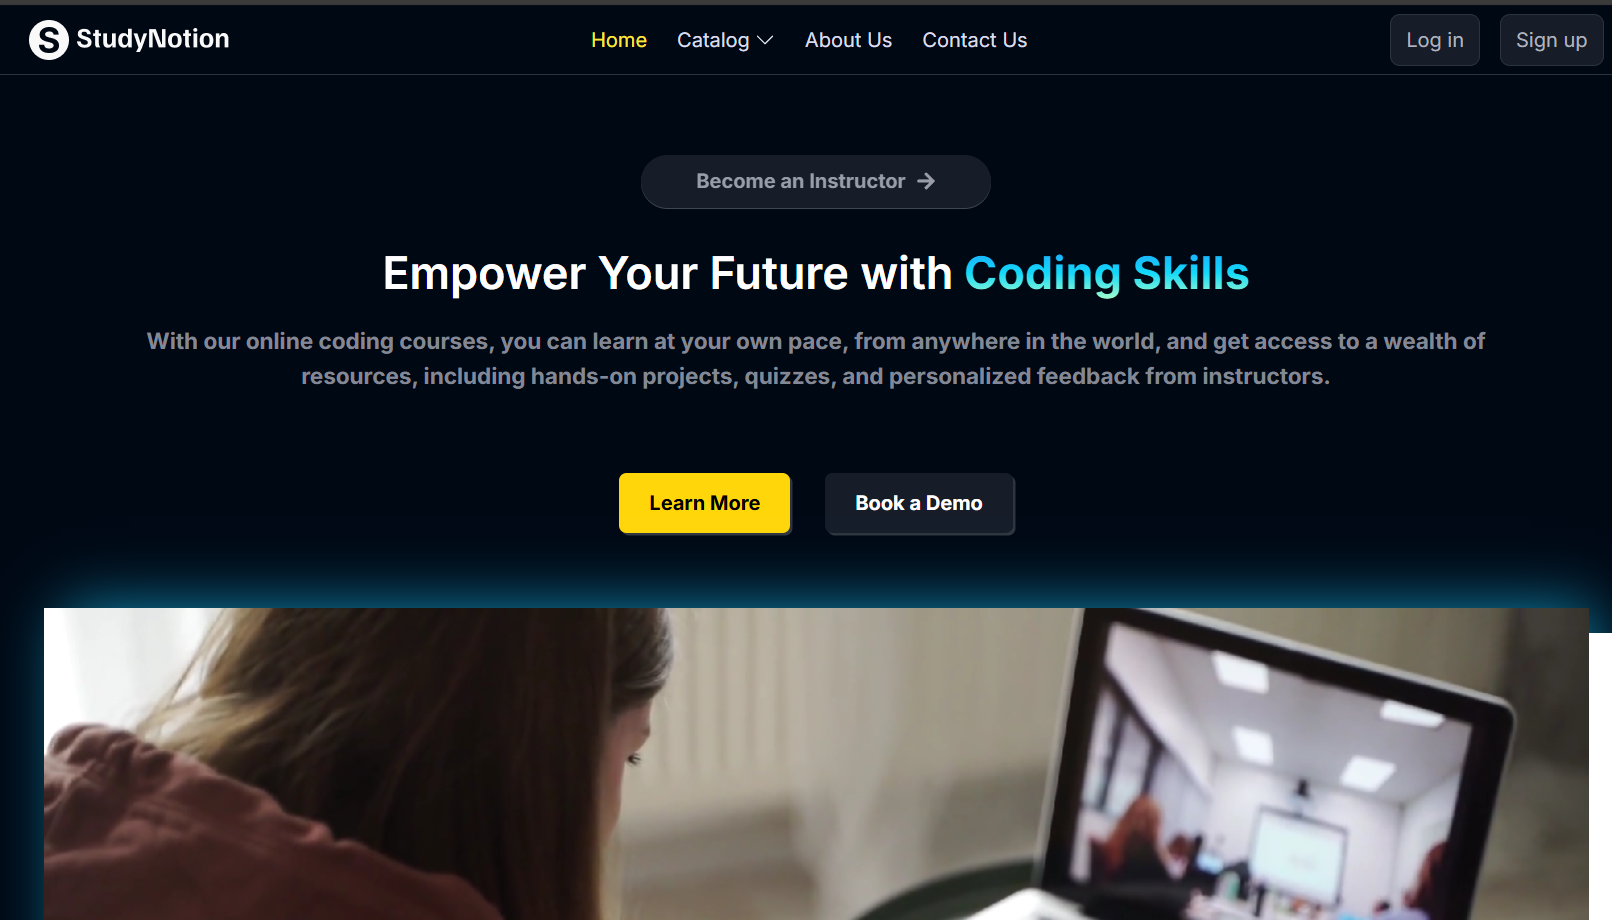 StudyNotion
Home
Catalog
About Us
Contact Us
Log in
Sign up
Become an Instructor
Empower Your Future with Coding Skills
With our online coding courses, you can learn at your own pace, from anywhere in the world, and get access to a wealth of
resources, including hands-on projects, quizzes, and personalized feedback from instructors.
Learn More
Book a Demo